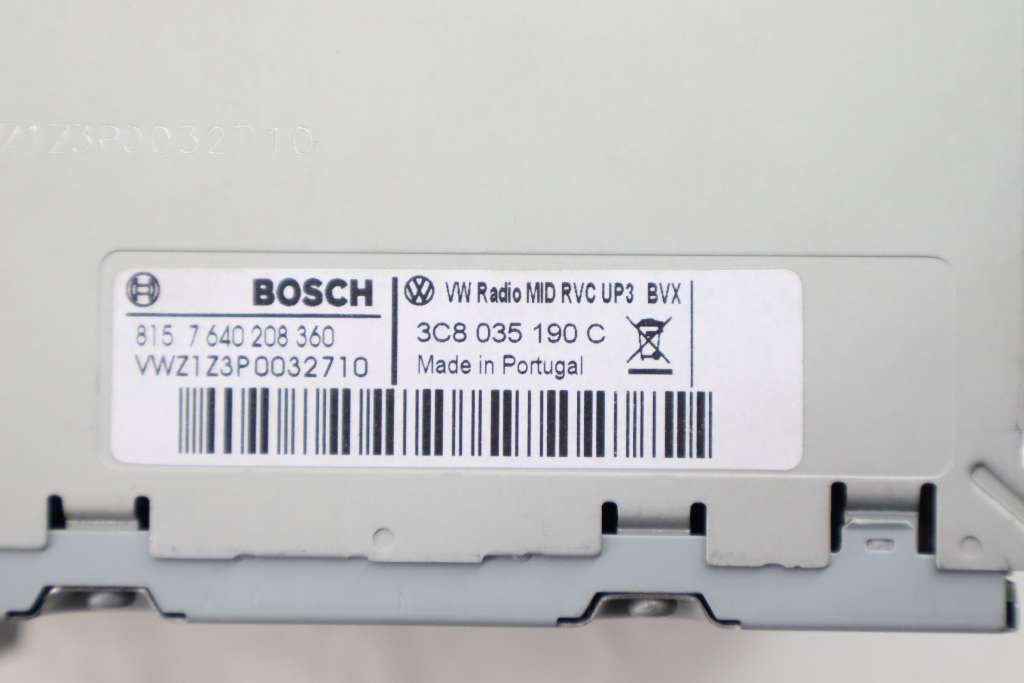 Z1Z3P0032710
BOSCH
815 7 640 208 360
VWZ1Z3P0032710
VW Radio MID RVC UP3 BVX
3C8 035 190 C
Made in Portugal